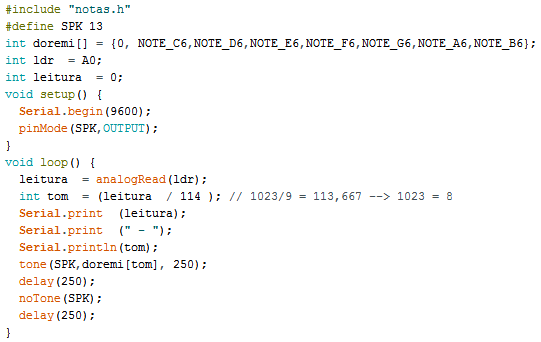 #include "notas.h"
#define SPK 13
int doremi[] = {0, NOTE_C6,NOTE_D6,NOTE_E6,NOTE_F6,NOTE_G6,NOTE_A6,NOTE_B6};
int ldr  = A0;
int leitura  = 0;
void setup() {
  Serial.begin(9600);
  pinMode(SPK,OUTPUT);
}
void loop() {
  leitura  = analogRead(ldr);
  int tom  = (leitura  / 114 ); // 1023/9 = 113,667 --> 1023 = 8
  Serial.print  (leitura);
  Serial.print  (" - ");
  Serial.println(tom);
  tone(SPK,doremi[tom], 250);
  delay(250);
  noTone(SPK);
  delay(250);
}